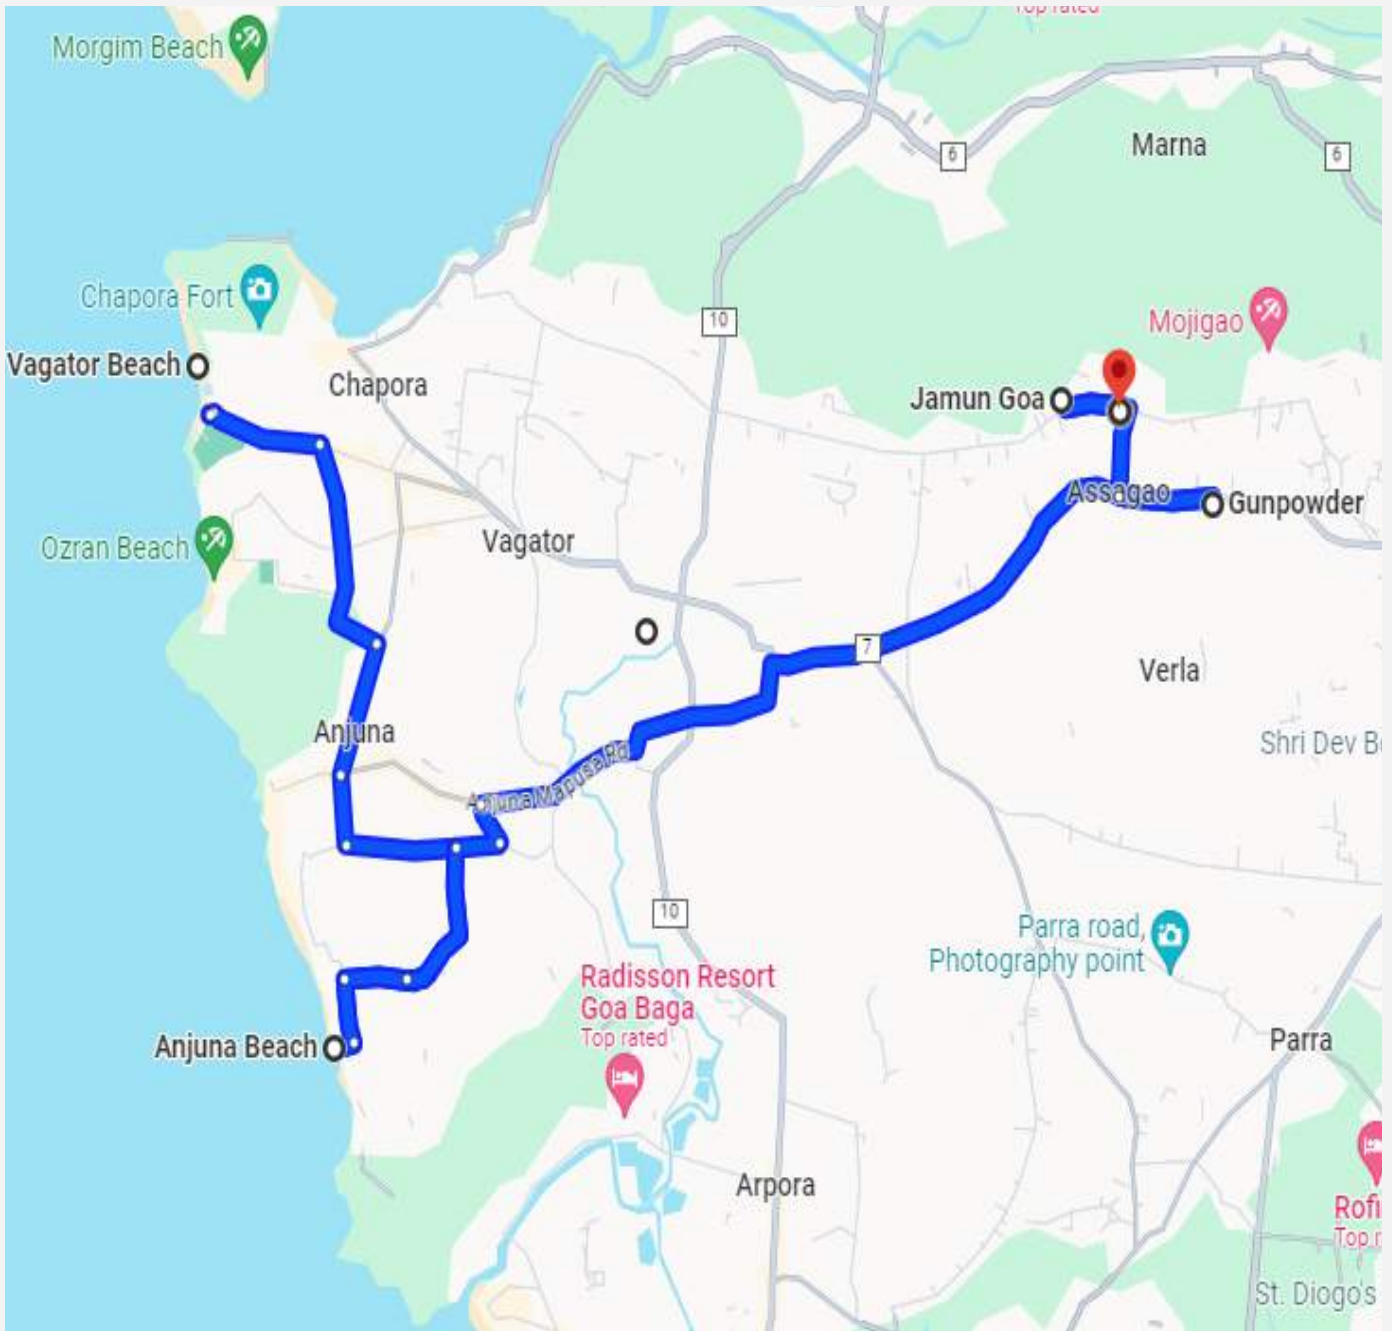 Top rated
Morgim Beach
Marna
6
6
Chapora Fort
Mojigao
10
Vagator Beach
Chapora
Jamun Goa
Assagao
Gunpowder
Ozran Beach
Vagator
7
Verla
Anjuna
Shri Dev
Anjuna Mapusa Rd
10
Parra road,
Photography point
Radisson Resort
Goa Baga
Top rated
Anjuna Beach
Parra
Arpora
St. Diogo's